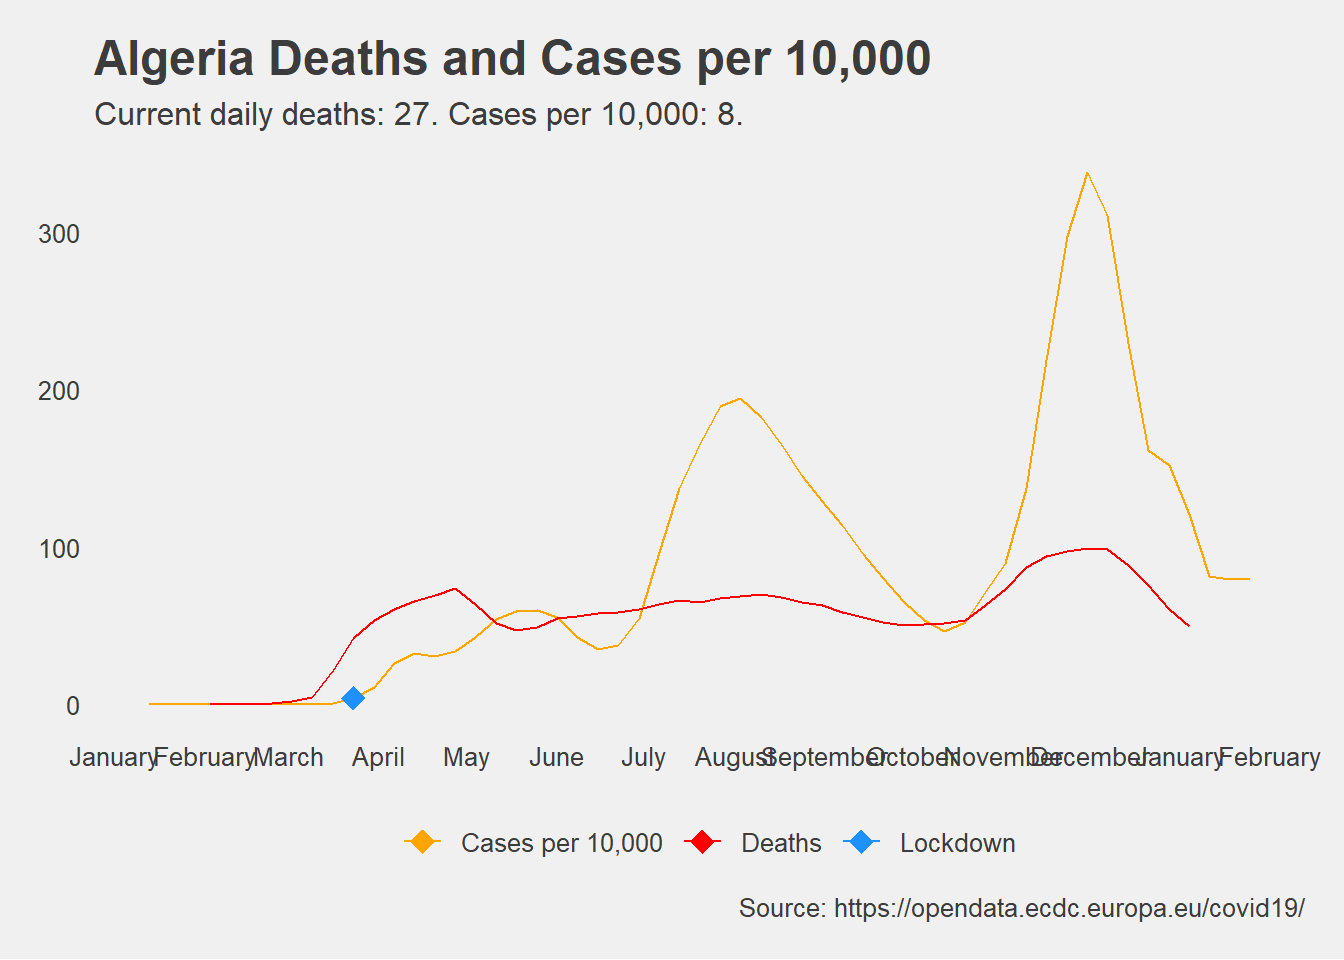 Algeria Deaths and Cases per 10,000
Current daily deaths: 27. Cases per 10,000: 8.
300
200
100
0
January February March April May June July August September October November December January February
Cases per 10,000 Deaths Lockdown
Source: https://opendata.ecdc.europa.eu/covid19/